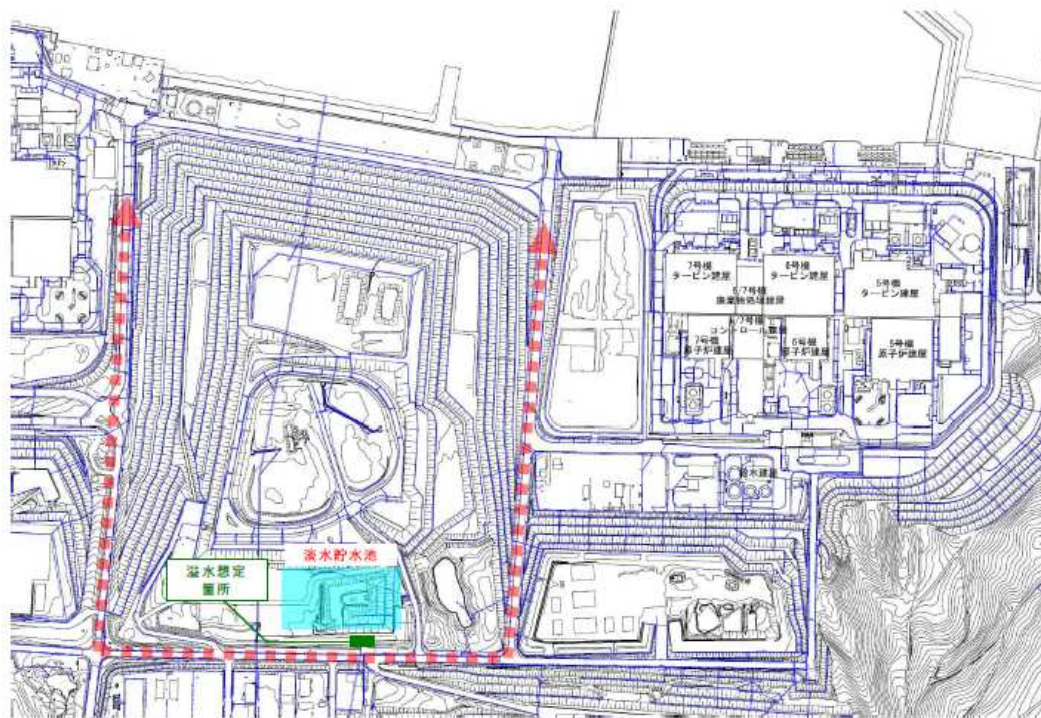 7号機
タービン建屋
6号機
タービン建屋
5号機
タービン建屋
6/7号機
廃棄物処理建屋
6/7号機
コントロール建屋
7号機
原子炉建屋
6号機
原子炉建屋
5号機
原子炉建屋
給水建屋
淡水貯水池
溢水想定
箇所